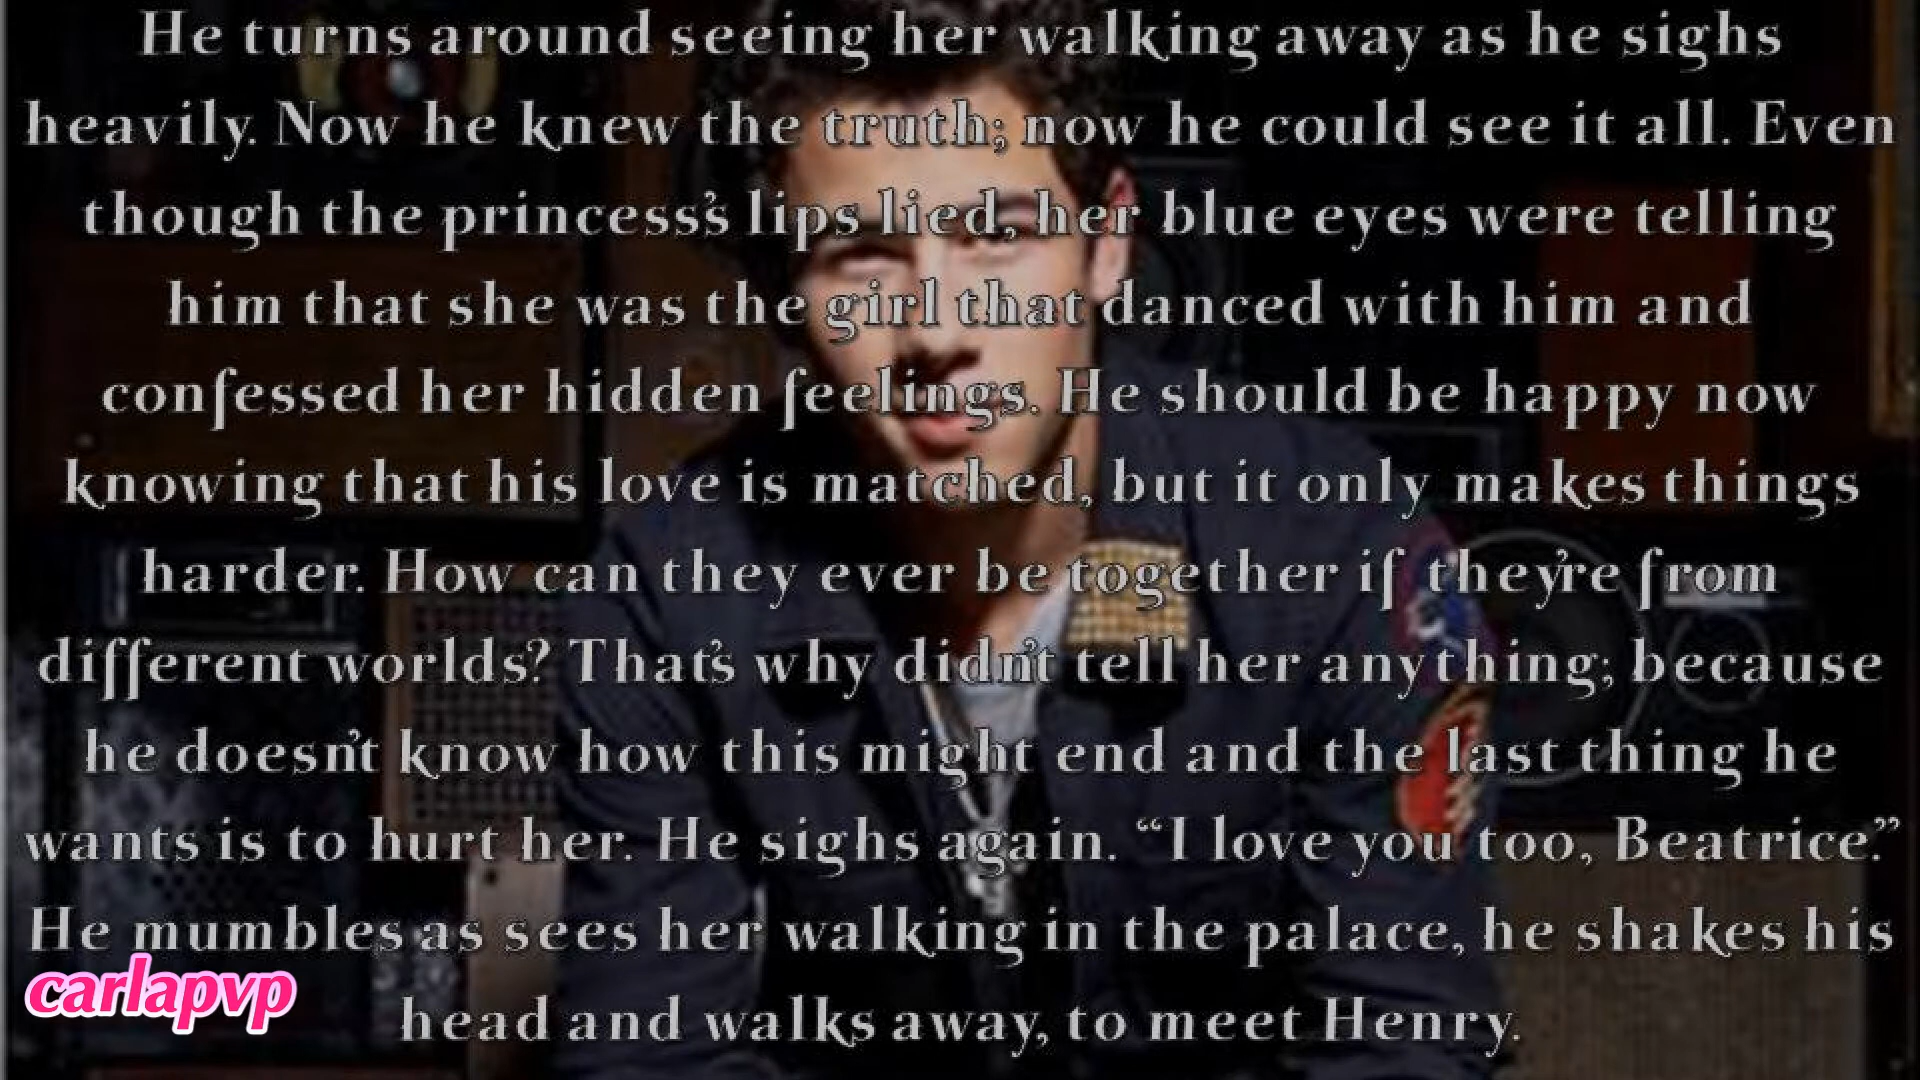 He turns around seeing her walking away as he sighs
heavily. Now he knew the truth; now he could see it all. Even
though the princess's lips lied, her blue eyes were telling
him that she was the girl that danced with him and
confessed her hidden feelings. He should be happy now
knowing that his love is matched, but it only makes things
harder. How can they ever be together if they're from
different worlds? That's why didn't tell her anything; because
he doesn't know how this might end and the last thing he
wants is to hurt her. He sighs again. “I love you too, Beatrice.”
He mumbles as sees her walking in the palace, he shakes his
head and walks away, to meet Henry.
carlapvp